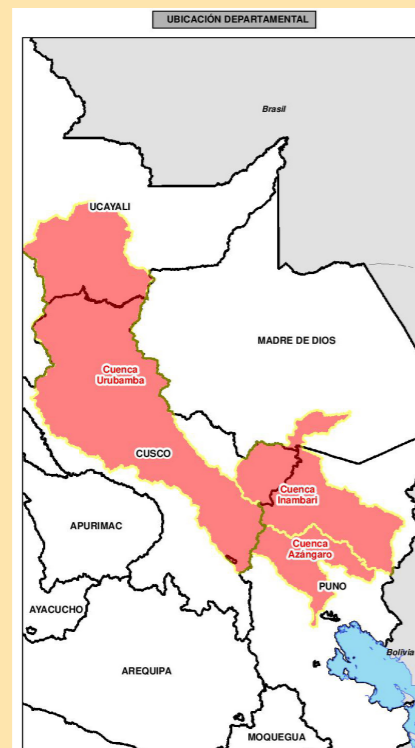 UBICACIÓN DEPARTAMENTAL
Brasil
UCAYALI
MADRE DE DIOS
Cuenca
Urubamba
CUSCO
Cuenca
Inambari
APURIMAC
Cuenca
Azángaro
PUNO
AYACUCHO
Bolivia
AREQUIPA
MOQUEGUA